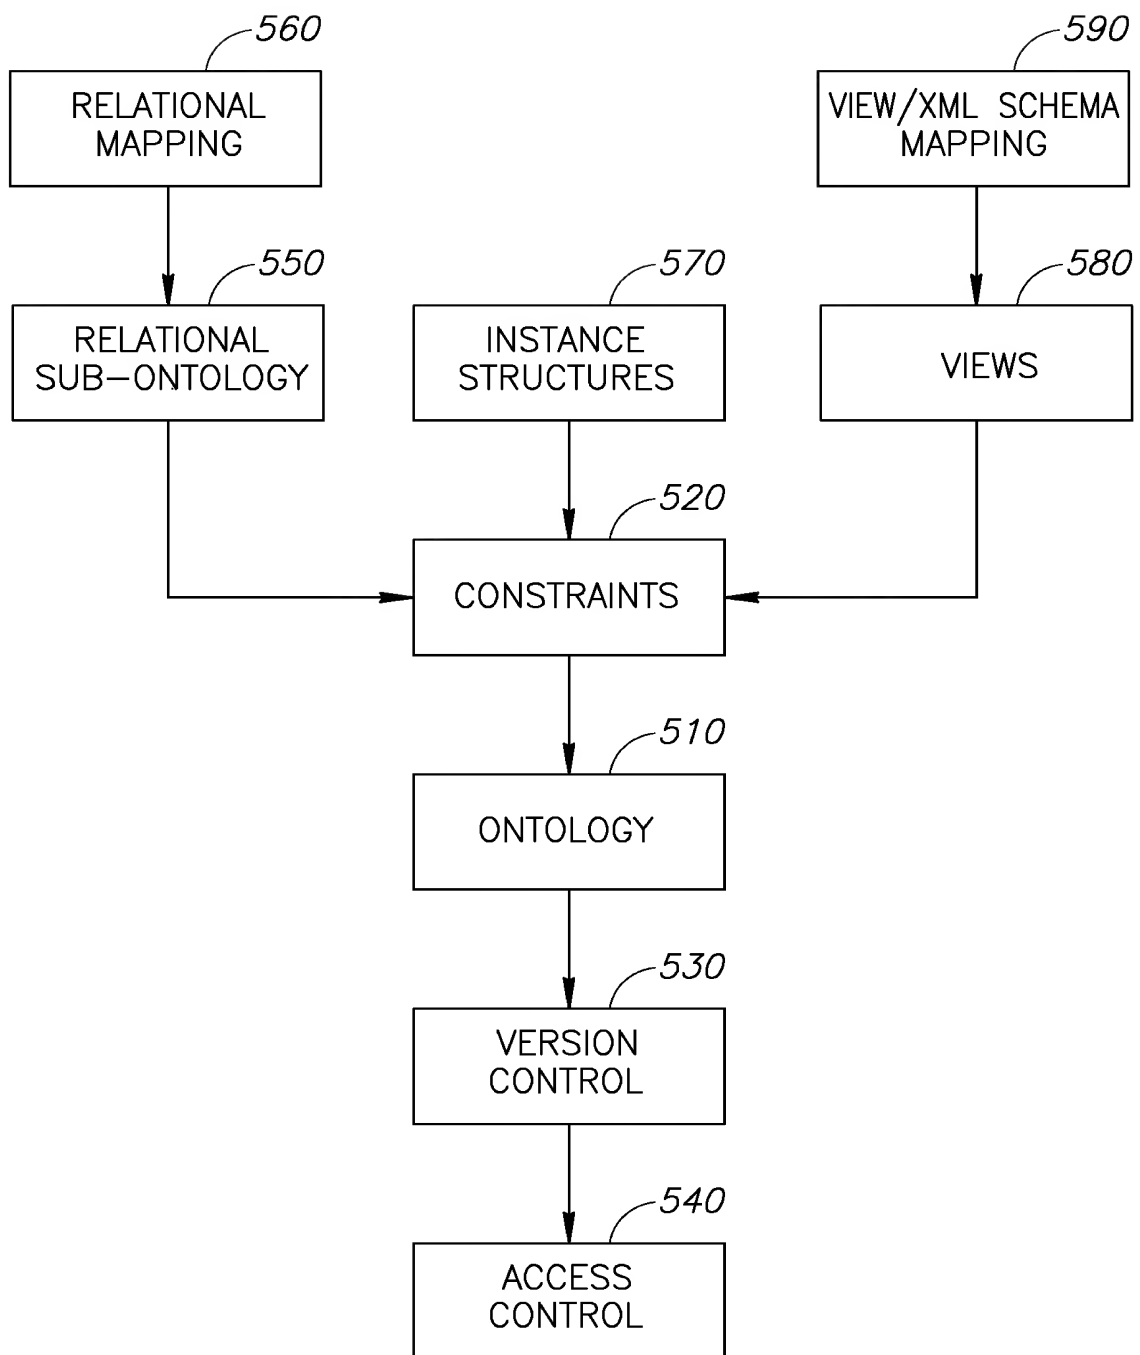 560
RELATIONAL
MAPPING
590
VIEW/XML SCHEMA
MAPPING
550
RELATIONAL
SUB-ONTOLOGY
570
INSTANCE
STRUCTURES
580
VIEWS
520
CONSTRAINTS
510
ONTOLOGY
530
VERSION
CONTROL
540
ACCESS
CONTROL